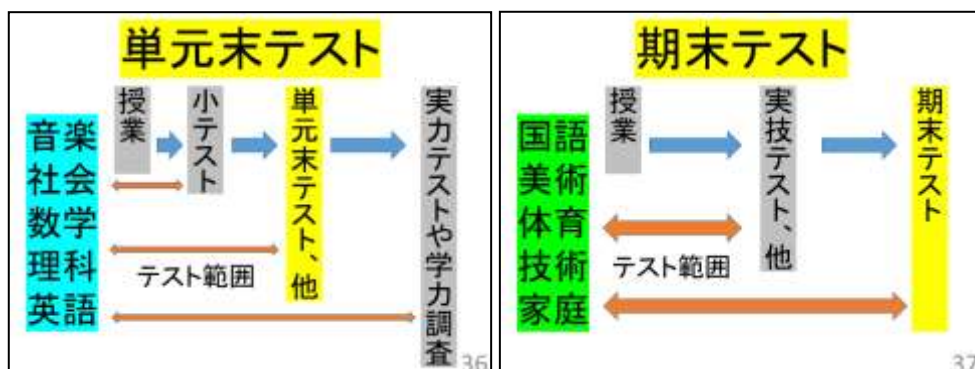 単元末テスト
授業
小テスト
単元末テスト、他
実力テストや学力調査
音楽
社会
数学
理科
英語
テスト範囲
36
期末テスト
授業
実技テスト、他
期末テスト
国語
美術
体育
技術
家庭
テスト範囲
37